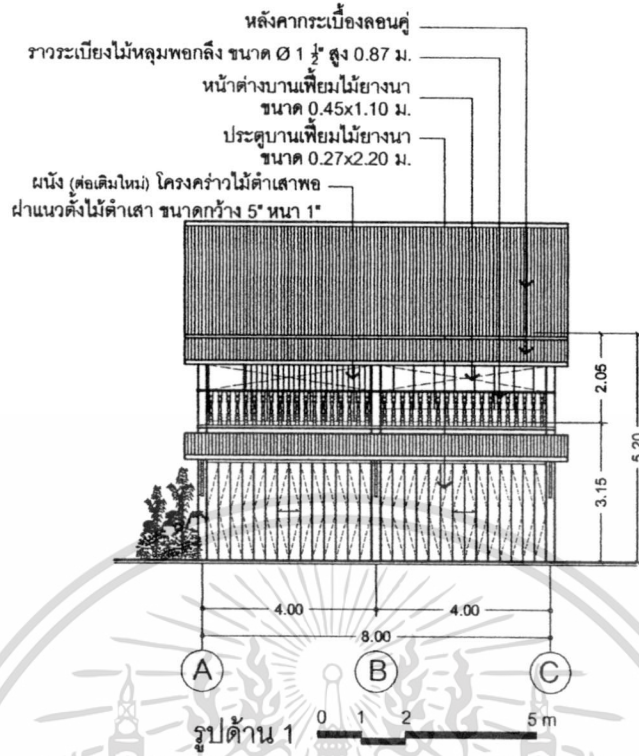 หลังคากระเบื้องลอนคู่
ราวระเบียงไม้หลุมพอกลึง ขนาด Ø 1 ½" สูง 0.87 ม.
หน้าต่างบานเฟี้ยมไม้ยางนา
ขนาด 0.45x1.10 ม.
ประตูบานเฟี้ยมไม้ยางนา
ขนาด 0.27x2.20 ม.
ผนัง (ต่อเติมใหม่) โครงคร่าวไม้ตำเสาพอ
ฝาแนวตั้งไม้ตำเสา ขนาดกว้าง 5" หนา 1"
2.05
3.15
5.20
4.00
4.00
8.00
A
B
C
รูปด้าน 1
0 1 2 5 m